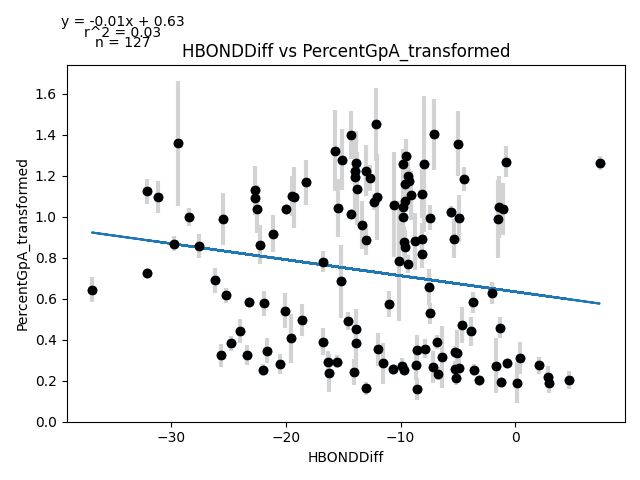 y = -0.01x + 0.63
r^2 = 0.03
n = 127
HBONDDiff vs PercentGpA_transformed
PercentGpA_transformed
1.6
1.4
1.2
1.0
0.8
0.6
0.4
0.2
0.0
−30
−20
−10
0
HBONDDiff